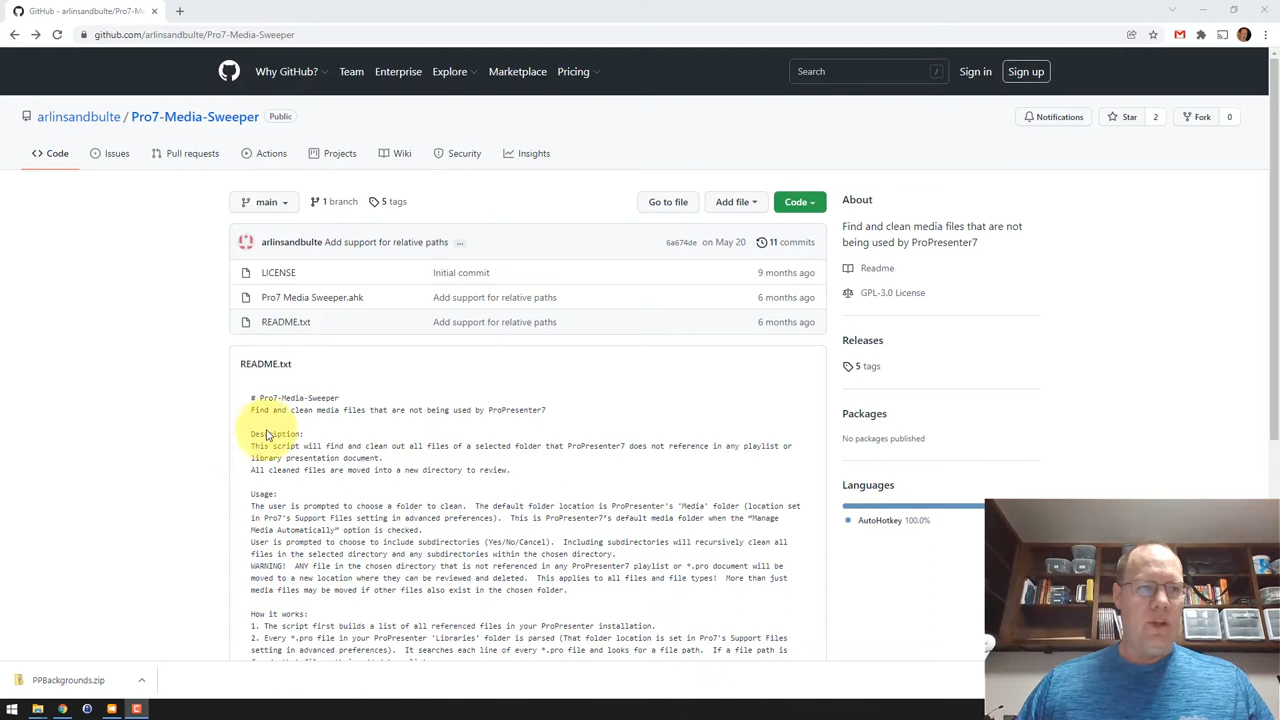 GitHub - arlinsandbulte/Pro7-Me
github.com/arlinsandbulte/Pro7-Media-Sweeper
Why GitHub? Team Enterprise Explore Marketplace Pricing Search / Sign in Sign up
arlinsandbulte / Pro7-Media-Sweeper Public Notifications Star 2 Fork 0
Code Issues Pull requests Actions Projects Wiki Security Insights
main 1 branch 5 tags Go to file Add file Code
arlinsandbulte Add support for relative paths ... 6a674de on May 20 11 commits
LICENSE Initial commit 9 months ago
Pro7 Media Sweeper.ahk Add support for relative paths 6 months ago
README.txt Add support for relative paths 6 months ago
README.txt
# Pro7-Media-Sweeper
Find and clean media files that are not being used by ProPresenter7
Description:
This script will find and clean out all files of a selected folder that ProPresenter7 does not reference in any playlist or
library presentation document.
All cleaned files are moved into a new directory to review.
Usage:
The user is prompted to choose a folder to clean.  The default folder location is ProPresenter's 'Media' folder (location set
in Pro7's Support Files setting in advanced preferences).  This is ProPresenter7's default media folder when the “Manage
Media Automatically” option is checked.
User is prompted to choose to include subdirectories (Yes/No/Cancel).  Including subdirectories will recursively clean all
files in the selected directory and any subdirectories within the chosen directory.
WARNING!  ANY file in the chosen directory that is not referenced in any ProPresenter7 playlist or *.pro document will be
moved to a new location where they can be reviewed and deleted.  This applies to all files and file types!  More than just
media files may be moved if other files also exist in the chosen folder.
How it works:
1. The script first builds a list of all referenced files in your ProPresenter installation.
2. Every *.pro file in your ProPresenter 'Libraries' folder is parsed (That folder location is set in Pro7's Support Files
setting in advanced preferences).  It searches each line of every *.pro file and looks for a file path.  If a file path is
About
Find and clean media files that are not
being used by ProPresenter7
Readme
GPL-3.0 License
Releases
5 tags
Packages
No packages published
Languages
AutoHotkey 100.0%
PPBackgrounds.zip